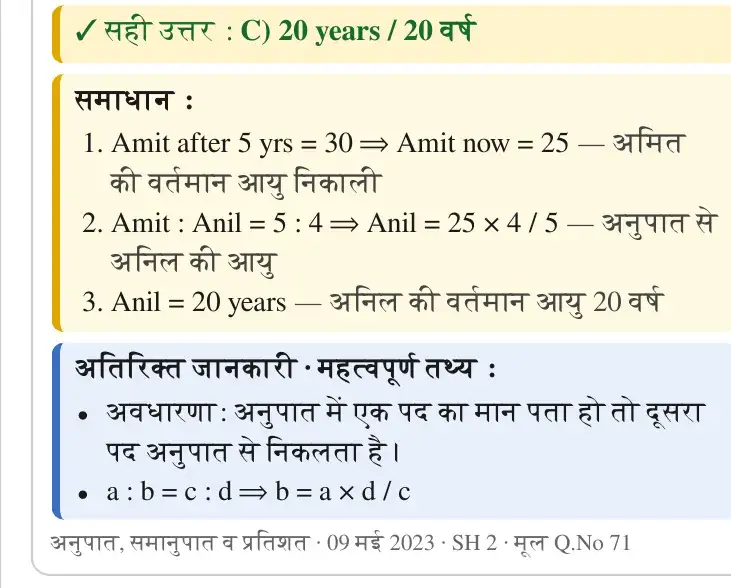 ✓ सही उत्तर : C) 20 years / 20 वर्ष
समाधान :
1. Amit after 5 yrs = 30 ⟹ Amit now = 25 — अमित
की वर्तमान आयु निकाली
2. Amit : Anil = 5 : 4 ⟹ Anil = 25 × 4 / 5 — अनुपात से
अनिल की आयु
3. Anil = 20 years — अनिल की वर्तमान आयु 20 वर्ष
अतिरिक्त जानकारी · महत्वपूर्ण तथ्य :
• अवधारणा : अनुपात में एक पद का मान पता हो तो दूसरा
पद अनुपात से निकलता है।
• a : b = c : d ⟹ b = a × d / c
अनुपात, समानुपात व प्रतिशत · 09 मई 2023 · SH 2 · मूल Q.No 71